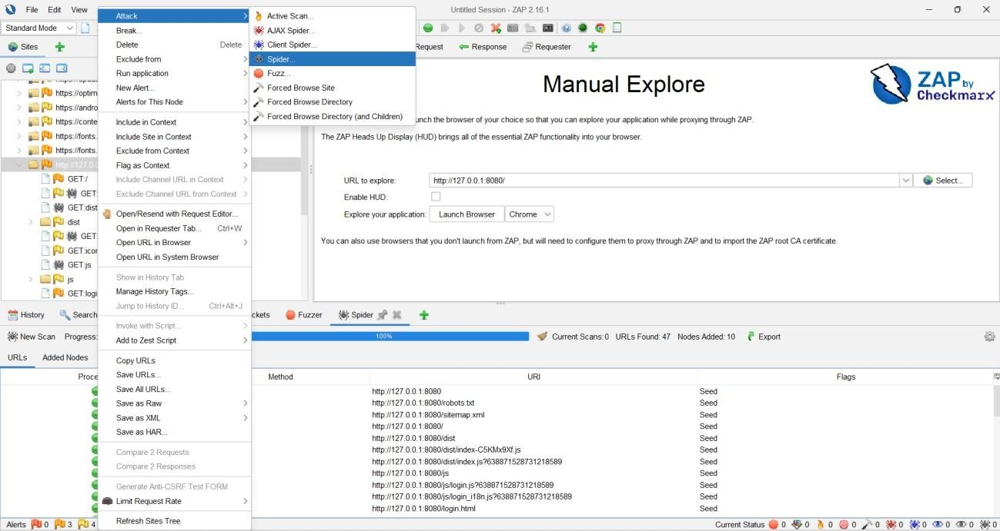 File Edit View
Untitled Session - ZAP 2.16.1
Standard Mode
Sites
Request Response Requester
https://optim
https://andro
https://conte
https://fonts.
https://fonts.
http://127.0.
GET:/
GET:
GET:dist
dist
GET:
GET:icor
GET:js
js
GET:logi
Attack
Break...
Delete Delete
Exclude from
Run application
New Alert...
Alerts for This Node
Include in Context
Include Site in Context
Exclude from Context
Flag as Context
Include Channel URL in Context
Exclude Channel URL from Context
Open/Resend with Request Editor...
Open in Requester Tab... Ctrl+W
Open URL in Browser
Open URL in System Browser
Show in History Tab
Manage History Tags...
Jump to History ID... Ctrl+Alt+J
Invoke with Script...
Add to Zest Script
Copy URLs
Save URLs...
Save All URLs...
Save as Raw
Save as XML
Save as HAR...
Compare 2 Requests
Compare 2 Responses
Generate Anti-CSRF Test FORM
Limit Request Rate
Refresh Sites Tree
Active Scan...
AJAX Spider...
Client Spider...
Spider...
Fuzz...
Forced Browse Site
Forced Browse Directory
Forced Browse Directory (and Children)
Manual Explore
ZAP by
Checkmarx
unch the browser of your choice so that you can explore your application while proxying through ZAP.
The ZAP Heads Up Display (HUD) brings all of the essential ZAP functionality into your browser.
URL to explore: http://127.0.0.1:8080/ Select...
Enable HUD:
Explore your application: Launch Browser Chrome
You can also use browsers that you don't launch from ZAP, but will need to configure them to proxy through ZAP and to import the ZAP root CA certificate.
History Search ckets Fuzzer Spider
New Scan Progress: 100% Current Scans: 0 URLs Found: 47 Nodes Added: 10 Export
URLs Added Nodes
Proce Method URI Flags
http://127.0.0.1:8080 Seed
http://127.0.0.1:8080/robots.txt Seed
http://127.0.0.1:8080/sitemap.xml Seed
http://127.0.0.1:8080/ Seed
http://127.0.0.1:8080/dist Seed
http://127.0.0.1:8080/dist/index-C5KMx9Xf.js Seed
http://127.0.0.1:8080/dist/index.js?638871528731218589 Seed
http://127.0.0.1:8080/js Seed
http://127.0.0.1:8080/js/login.js?638871528731218589 Seed
http://127.0.0.1:8080/js/login_i18n.js?638871528731218589 Seed
http://127.0.0.1:8080/login.html Seed
Alerts 0 3 4
Current Status 0 0 0 0 0 0 0 0 0 0